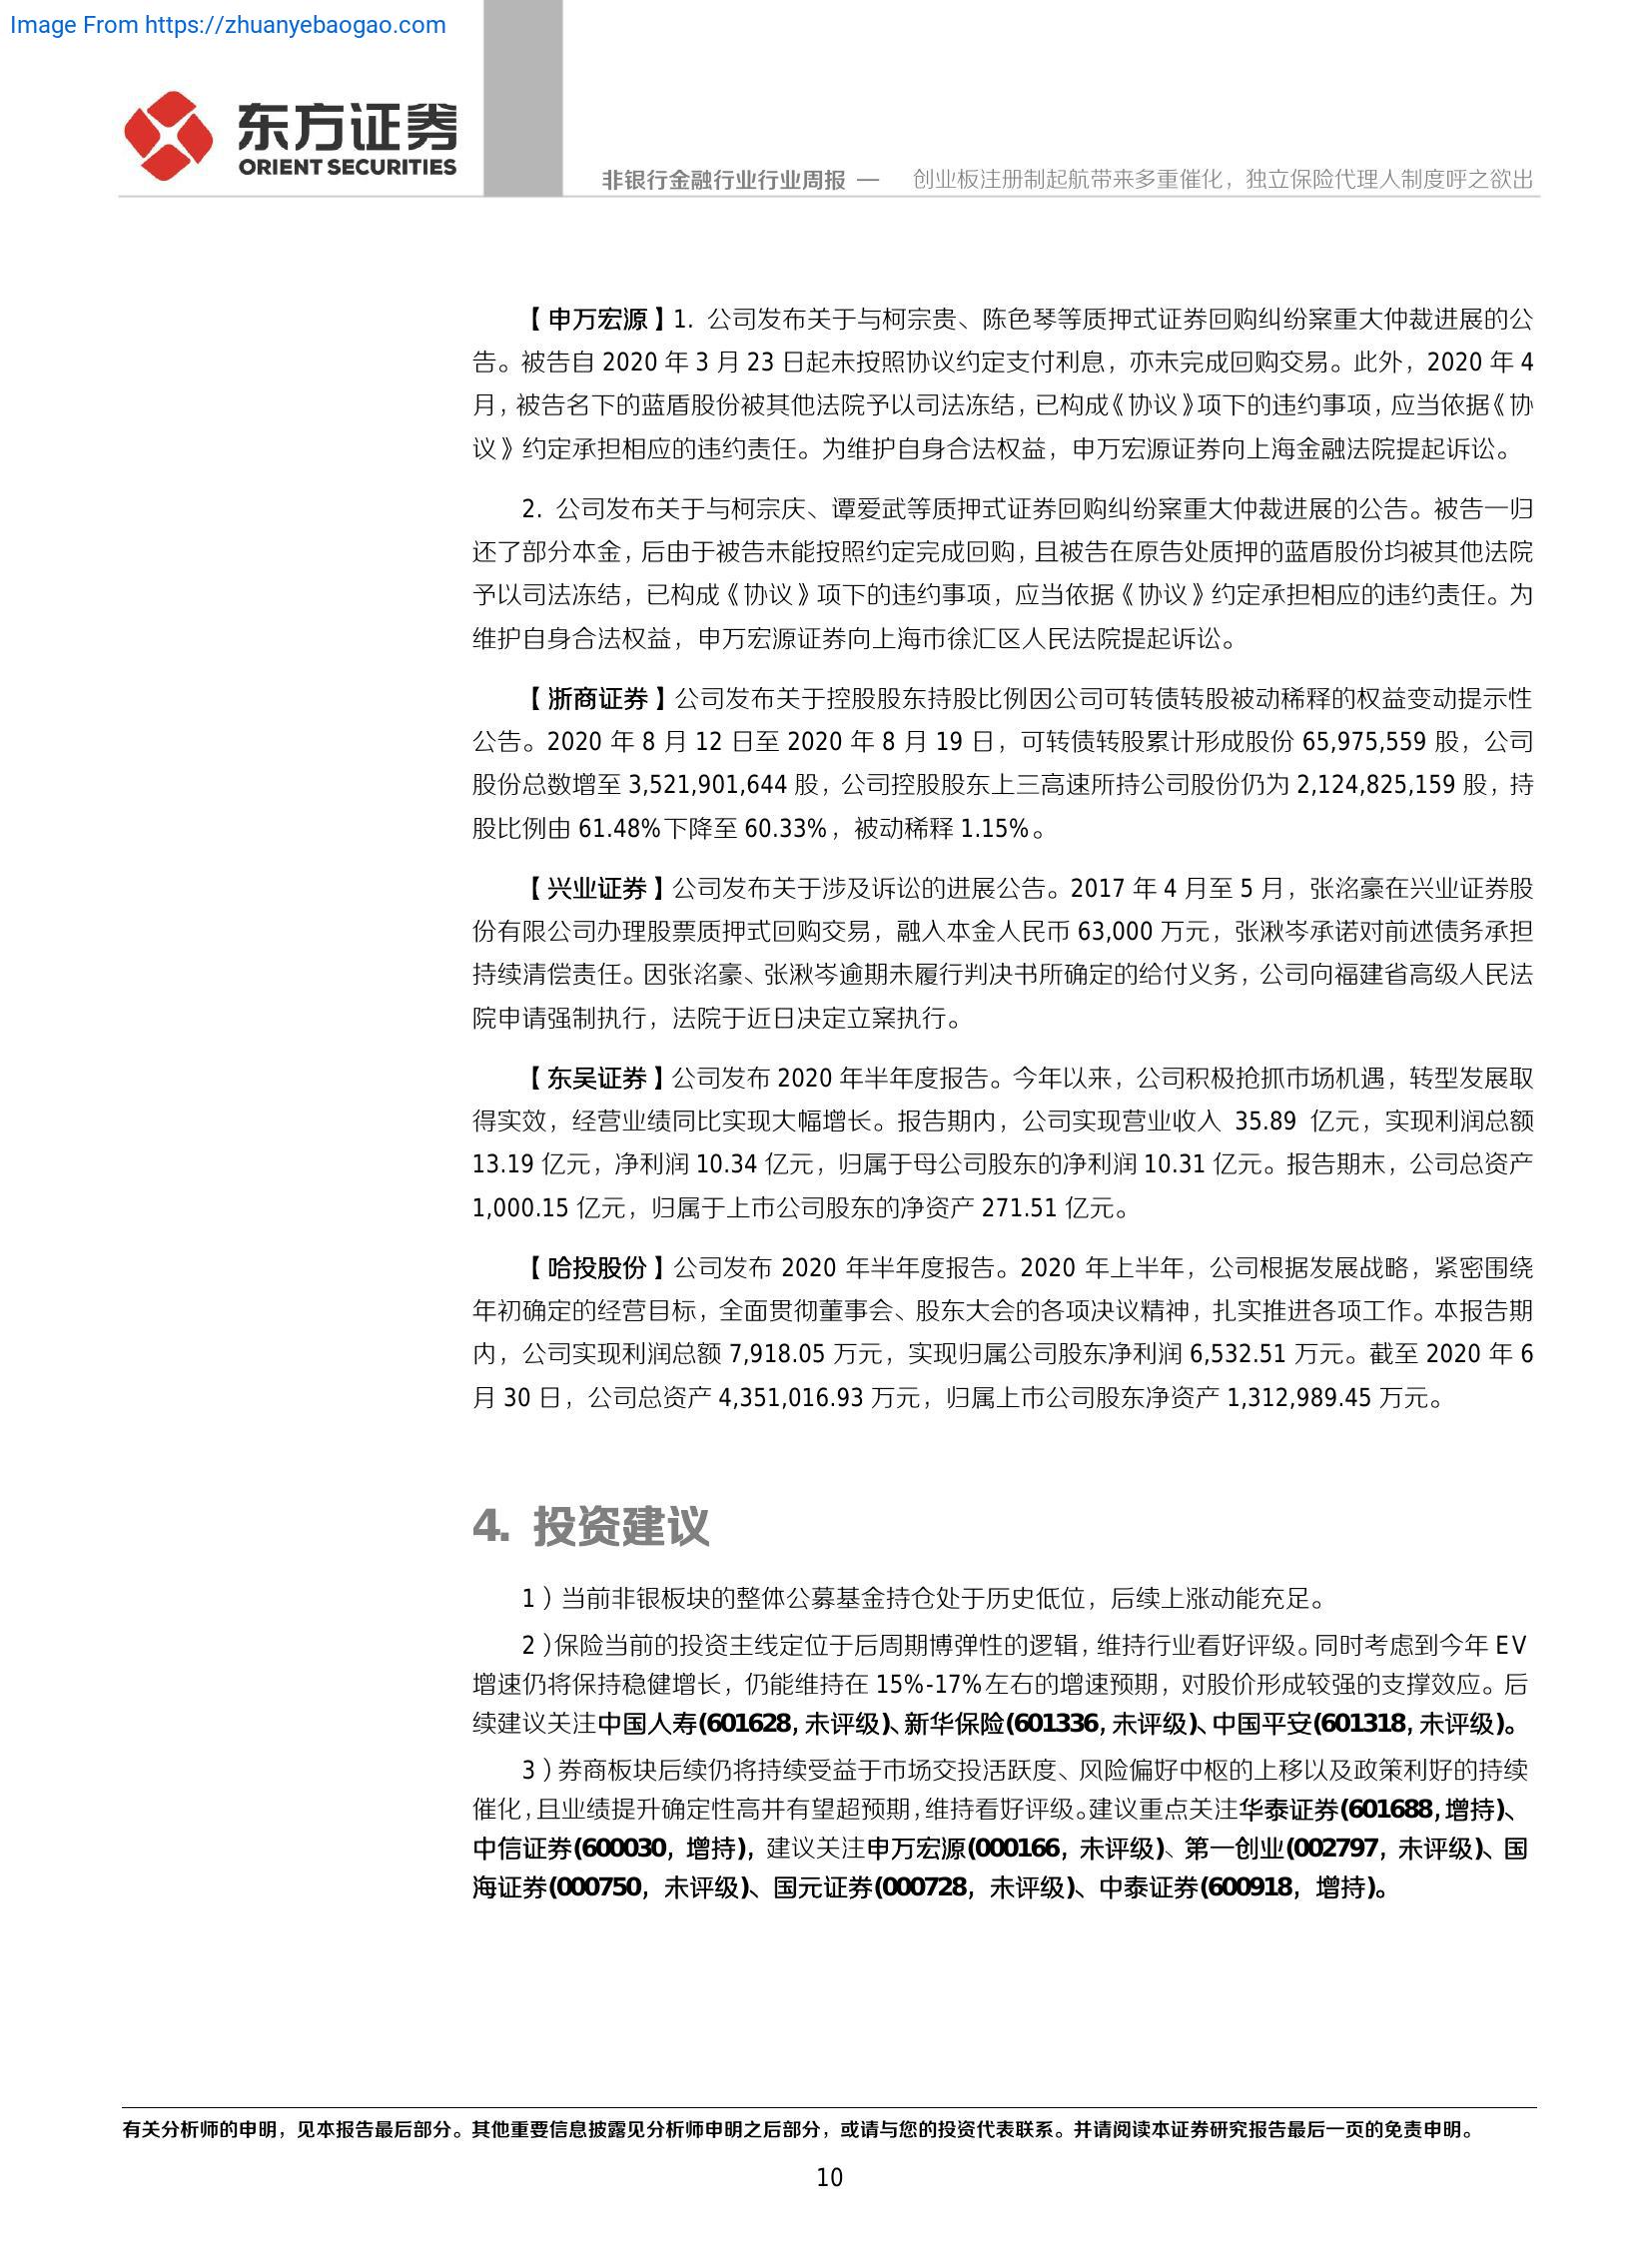 Image From https://zhuanyebaogao.com
东方证券
ORIENT SECURITIES
非银行金融行业行业周报 — 创业板注册制起航带来多重催化，独立保险代理人制度呼之欲出
【申万宏源】1. 公司发布关于与柯宗贵、陈色琴等质押式证券回购纠纷案重大仲裁进展的公
告。被告自 2020 年 3 月 23 日起未按照协议约定支付利息，亦未完成回购交易。此外，2020 年 4
月，被告名下的蓝盾股份被其他法院予以司法冻结，已构成《协议》项下的违约事项，应当依据《协
议》约定承担相应的违约责任。为维护自身合法权益，申万宏源证券向上海金融法院提起诉讼。
2. 公司发布关于与柯宗庆、谭爱武等质押式证券回购纠纷案重大仲裁进展的公告。被告一归
还了部分本金，后由于被告未能按照约定完成回购，且被告在原告处质押的蓝盾股份均被其他法院
予以司法冻结，已构成《协议》项下的违约事项，应当依据《协议》约定承担相应的违约责任。为
维护自身合法权益，申万宏源证券向上海市徐汇区人民法院提起诉讼。
【浙商证券】公司发布关于控股股东持股比例因公司可转债转股被动稀释的权益变动提示性
公告。2020 年 8 月 12 日至 2020 年 8 月 19 日，可转债转股累计形成股份 65,975,559 股，公司
股份总数增至 3,521,901,644 股，公司控股股东上三高速所持公司股份仍为 2,124,825,159 股，持
股比例由 61.48%下降至 60.33%，被动稀释 1.15%。
【兴业证券】公司发布关于涉及诉讼的进展公告。2017 年 4 月至 5 月，张洺豪在兴业证券股
份有限公司办理股票质押式回购交易，融入本金人民币 63,000 万元，张湫岑承诺对前述债务承担
持续清偿责任。因张洺豪、张湫岑逾期未履行判决书所确定的给付义务，公司向福建省高级人民法
院申请强制执行，法院于近日决定立案执行。
【东吴证券】公司发布 2020 年半年度报告。今年以来，公司积极抢抓市场机遇，转型发展取
得实效，经营业绩同比实现大幅增长。报告期内，公司实现营业收入 35.89 亿元，实现利润总额
13.19 亿元，净利润 10.34 亿元，归属于母公司股东的净利润 10.31 亿元。报告期末，公司总资产
1,000.15 亿元，归属于上市公司股东的净资产 271.51 亿元。
【哈投股份】公司发布 2020 年半年度报告。2020 年上半年，公司根据发展战略，紧密围绕
年初确定的经营目标，全面贯彻董事会、股东大会的各项决议精神，扎实推进各项工作。本报告期
内，公司实现利润总额 7,918.05 万元，实现归属公司股东净利润 6,532.51 万元。截至 2020 年 6
月 30 日，公司总资产 4,351,016.93 万元，归属上市公司股东净资产 1,312,989.45 万元。
4. 投资建议
1）当前非银板块的整体公募基金持仓处于历史低位，后续上涨动能充足。
2）保险当前的投资主线定位于后周期博弹性的逻辑，维持行业看好评级。同时考虑到今年 EV
增速仍将保持稳健增长，仍能维持在 15%-17%左右的增速预期，对股价形成较强的支撑效应。后
续建议关注中国人寿(601628，未评级)、新华保险(601336，未评级)、中国平安(601318，未评级)。
3）券商板块后续仍将持续受益于市场交投活跃度、风险偏好中枢的上移以及政策利好的持续
催化，且业绩提升确定性高并有望超预期，维持看好评级。建议重点关注华泰证券(601688，增持)、
中信证券(600030，增持)，建议关注申万宏源(000166，未评级)、第一创业(002797，未评级)、国
海证券(000750，未评级)、国元证券(000728，未评级)、中泰证券(600918，增持)。
有关分析师的申明，见本报告最后部分。其他重要信息披露见分析师申明之后部分，或请与您的投资代表联系。并请阅读本证券研究报告最后一页的免责申明。
10